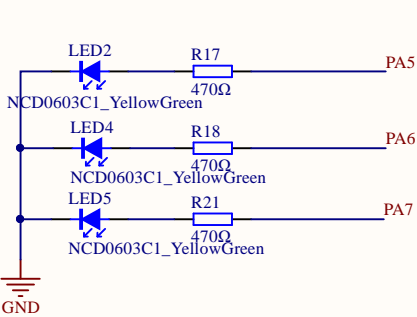 LED2
R17
PA5
470Ω
NCD0603C1_YellowGreen
LED4
R18
PA6
470Ω
NCD0603C1_YellowGreen
LED5
R21
PA7
470Ω
NCD0603C1_YellowGreen
GND